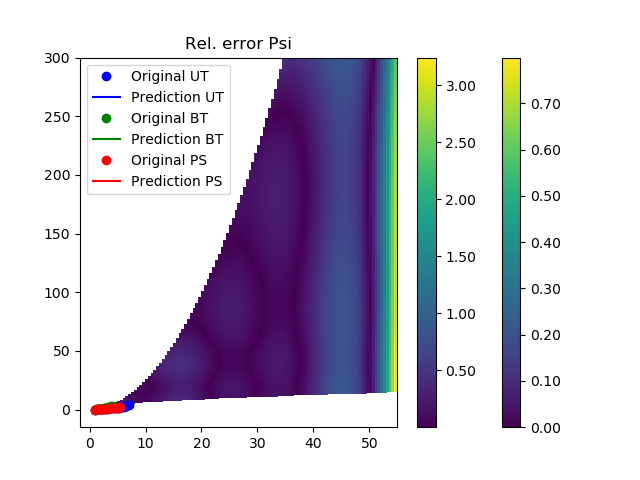 Rel. error Psi
Original UT
Prediction UT
Original BT
Prediction BT
Original PS
Prediction PS
300
250
200
150
100
50
0
0 10 20 30 40 50
3.00
2.50
2.00
1.50
1.00
0.50
0.70
0.60
0.50
0.40
0.30
0.20
0.10
0.00